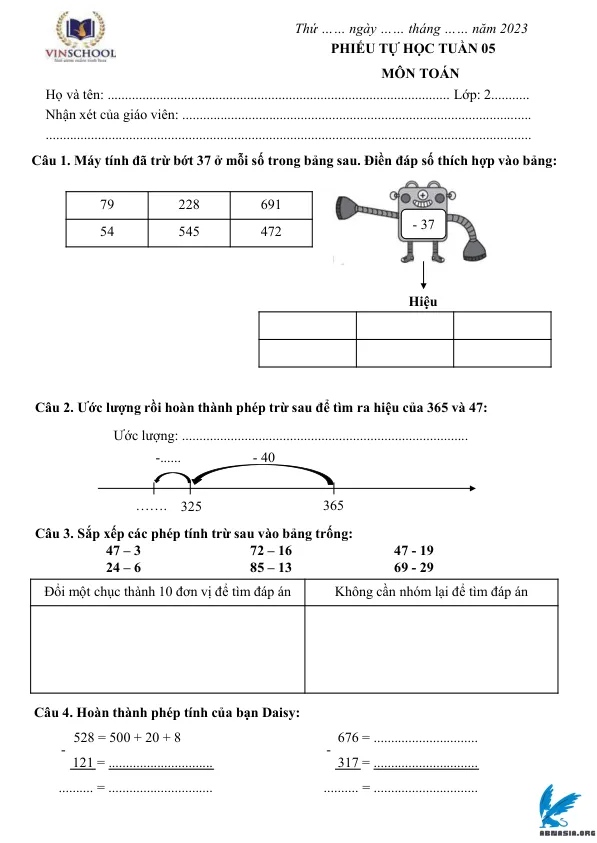 VINSCHOOL
Thứ …… ngày …… tháng …… năm 2023
PHIẾU TỰ HỌC TUẦN 05
MÔN TOÁN
Họ và tên: ................................................................................................. Lớp: 2...........
Nhận xét của giáo viên: ...................................................................................................
..........................................................................................................................................
Câu 1. Máy tính đã trừ bớt 37 ở mỗi số trong bảng sau. Điền đáp số thích hợp vào bảng:
79 228 691
54 545 472
- 37
Hiệu
Câu 2. Ước lượng rồi hoàn thành phép trừ sau để tìm ra hiệu của 365 và 47:
Ước lượng: ..................................................................................
-...... - 40
……. 325 365
Câu 3. Sắp xếp các phép tính trừ sau vào bảng trống:
47 – 3 72 – 16 47 - 19
24 – 6 85 – 13 69 - 29
Đổi một chục thành 10 đơn vị để tìm đáp án Không cần nhóm lại để tìm đáp án
Câu 4. Hoàn thành phép tính của bạn Daisy:
528 = 500 + 20 + 8 676 = ..............................
- -
121 = .............................. 317 = ..............................
.......... = .............................. .......... = ..............................
ABNASIA.ORG